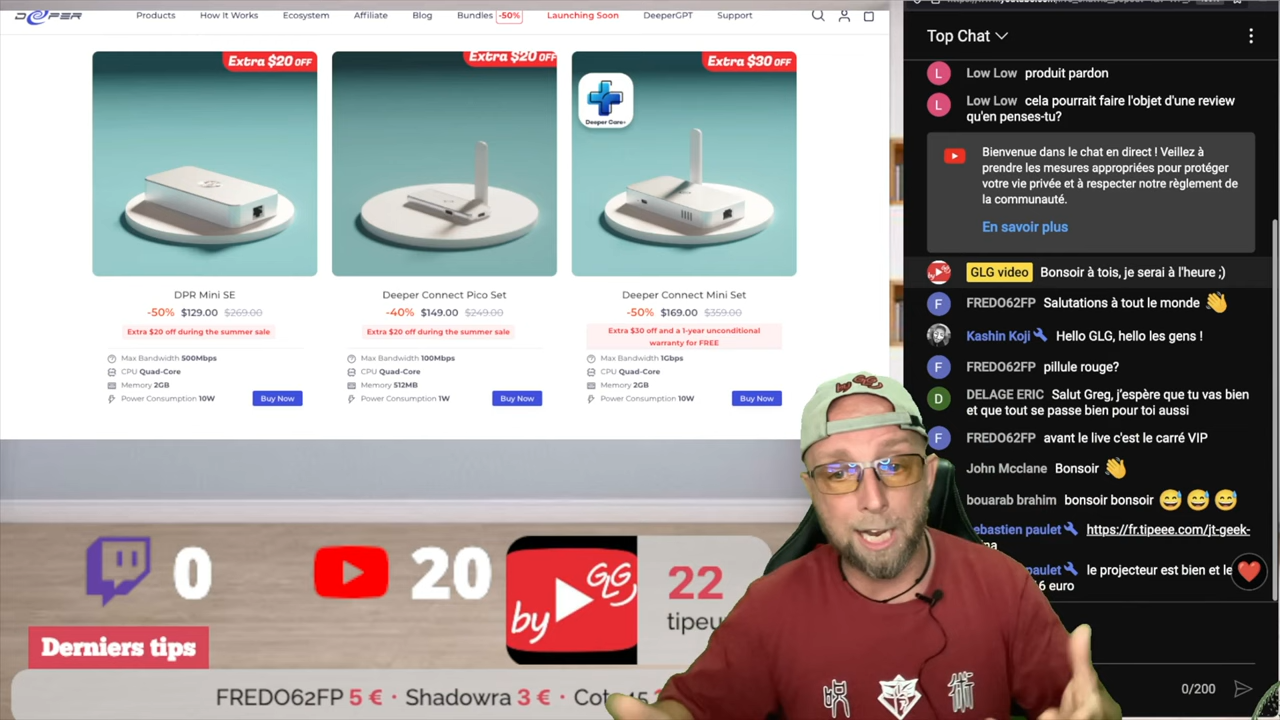 DEEPER
Products
How It Works
Ecosystem
Affiliate
Blog
Bundles -50%
Launching Soon
DeeperGPT
Support
Extra $20 OFF
Extra $20 OFF
Extra $30 OFF
Deeper Care+
DPR Mini SE
-50% $129.00 $269.00
Extra $20 off during the summer sale
Max Bandwidth 500Mbps
CPU Quad-Core
Memory 2GB
Power Consumption 10W
Buy Now
Deeper Connect Pico Set
-40% $149.00 $249.00
Extra $20 off during the summer sale
Max Bandwidth 100Mbps
CPU Quad-Core
Memory 512MB
Power Consumption 1W
Buy Now
Deeper Connect Mini Set
-50% $169.00 $359.00
Extra $30 off and a 1-year unconditional
warranty for FREE
Max Bandwidth 1Gbps
CPU Quad-Core
Memory 2GB
Power Consumption 10W
Buy Now
0
20
by GLG
22
tipeu
Derniers tips
FREDO62FP 5 € · Shadowra 3 € ·
by GLG
呪
術
Top Chat
L Low Low produit pardon
L Low Low cela pourrait faire l'objet d'une review
qu'en penses-tu?
Bienvenue dans le chat en direct ! Veillez à
prendre les mesures appropriées pour protéger
votre vie privée et à respecter notre règlement de
la communauté.
En savoir plus
GLG video Bonsoir à tois, je serai à l'heure ;)
F FREDO62FP Salutations à tout le monde 👋
Kashin Koji Hello GLG, hello les gens !
F FREDO62FP pillule rouge?
D DELAGE ERIC Salut Greg, j'espère que tu vas bien
et que tout se passe bien pour toi aussi
F FREDO62FP avant le live c'est le carré VIP
John Mcclane Bonsoir 👋
bouarab brahim bonsoir bonsoir 😅 😅 😅
ebastien paulet https://fr.tipeee.com/jt-geek-
ina
paulet le projecteur est bien et le
6 euro
0/200